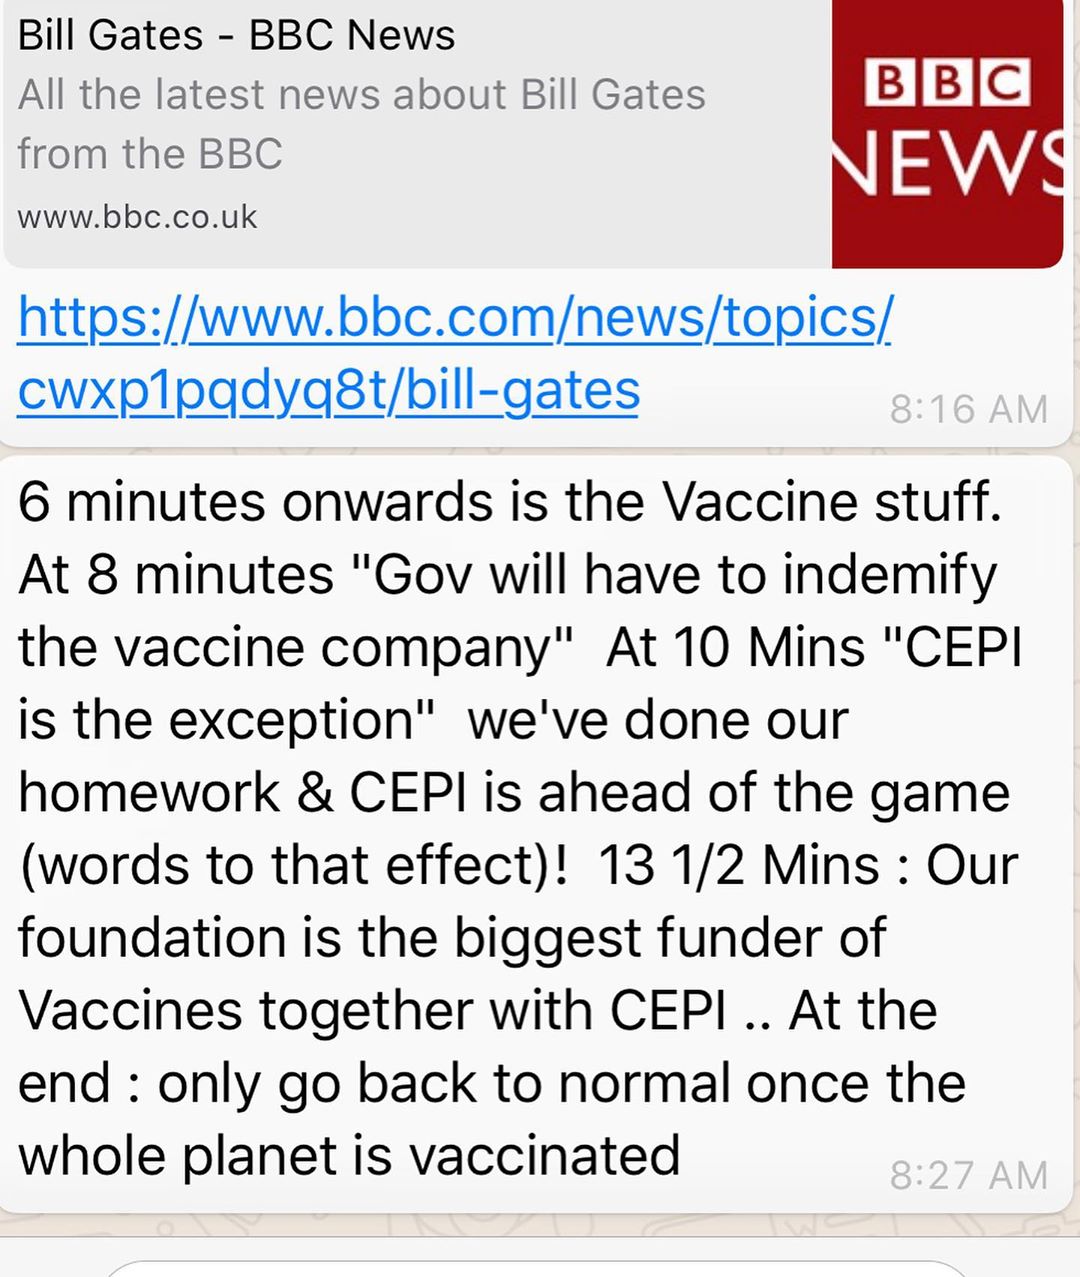 Bill Gates - BBC News
All the latest news about Bill Gates
from the BBC
www.bbc.co.uk
BBC
NEWS
https://www.bbc.com/news/topics/
cwxp1pqdyq8t/bill-gates
8:16 AM
6 minutes onwards is the Vaccine stuff.
At 8 minutes "Gov will have to indemify
the vaccine company"  At 10 Mins "CEPI
is the exception"  we've done our
homework & CEPI is ahead of the game
(words to that effect)!  13 1/2 Mins : Our
foundation is the biggest funder of
Vaccines together with CEPI .. At the
end : only go back to normal once the
whole planet is vaccinated
8:27 AM